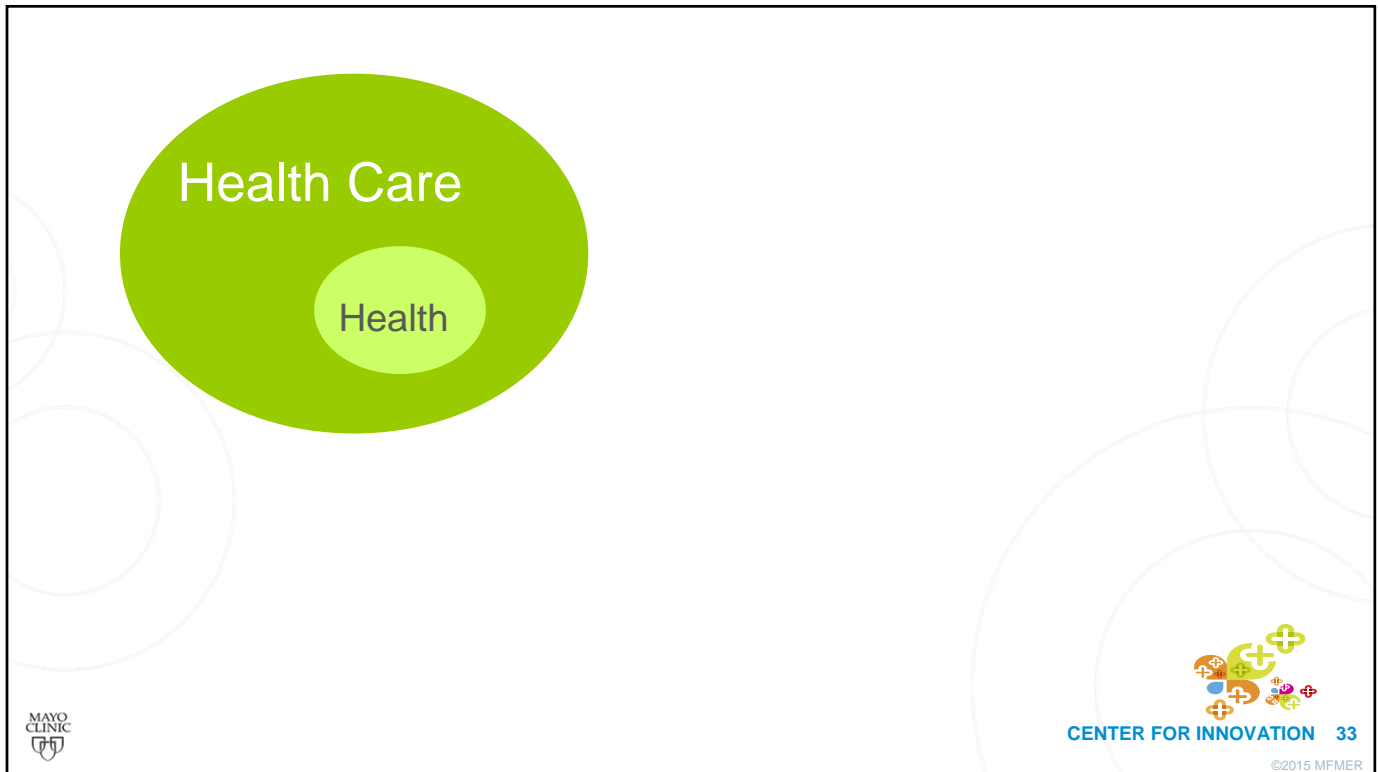 Health Care
Health
MAYO
CLINIC
CENTER FOR INNOVATION 33
©2015 MFMER